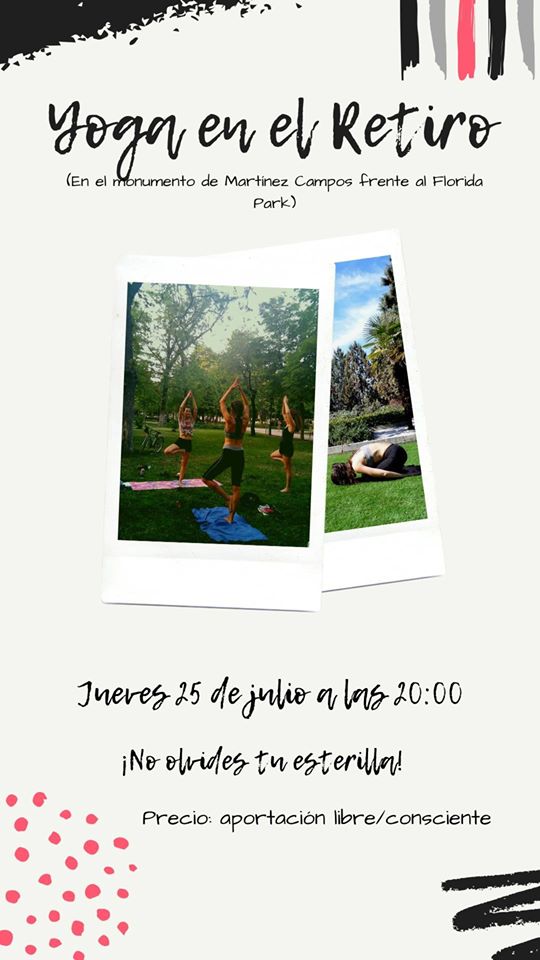 Yoga en el Retiro
(En el monumento de Martinez Campos frente al Florida
Park)
Jueves 25 de julio a las 20:00
¡No olvides tu esterilla!
Precio: aportación libre/consciente